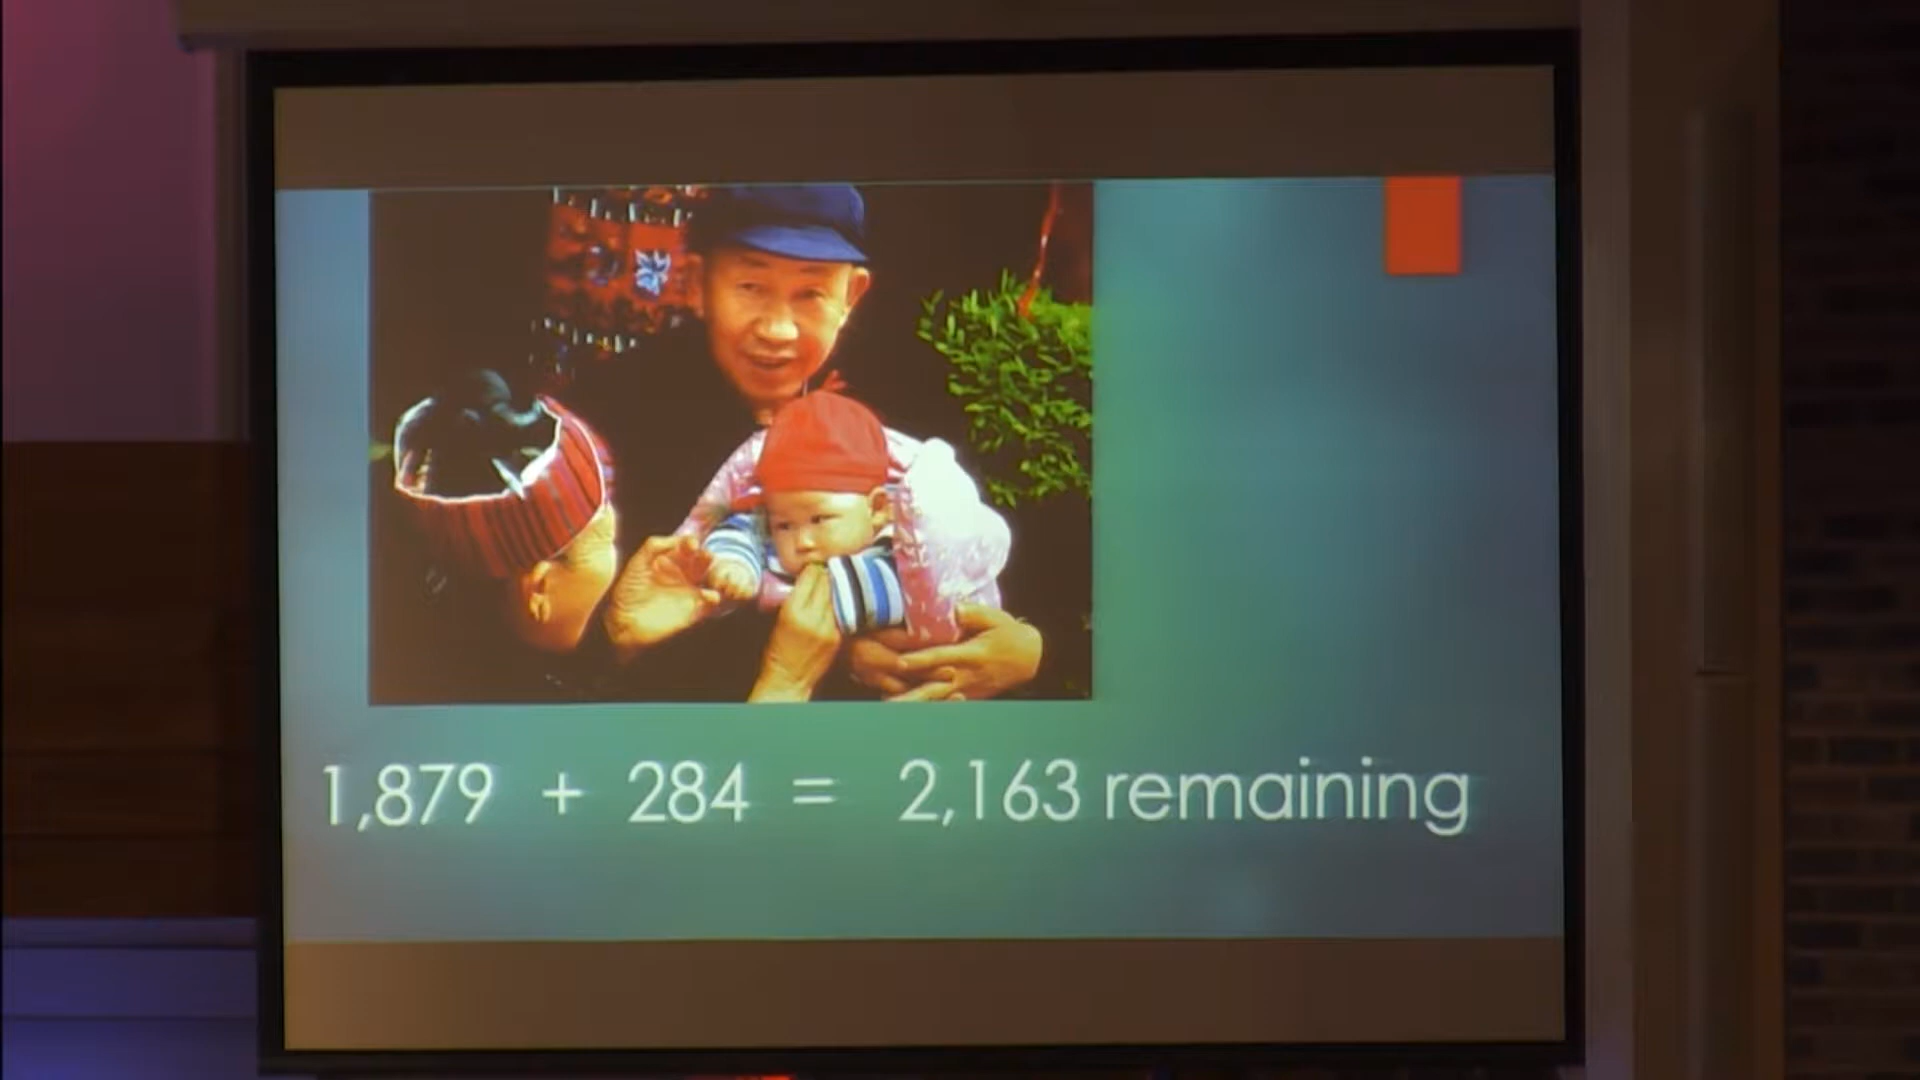 1,879 + 284 = 2,163 remaining